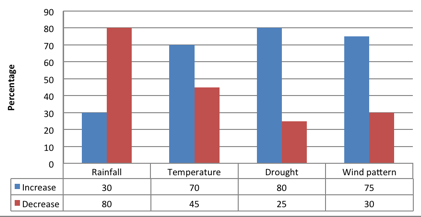 90
80
70
60
50
40
30
20
10
0
Percentage
Rainfall Temperature Drought Wind pattern
Increase 30 70 80 75
Decrease 80 45 25 30